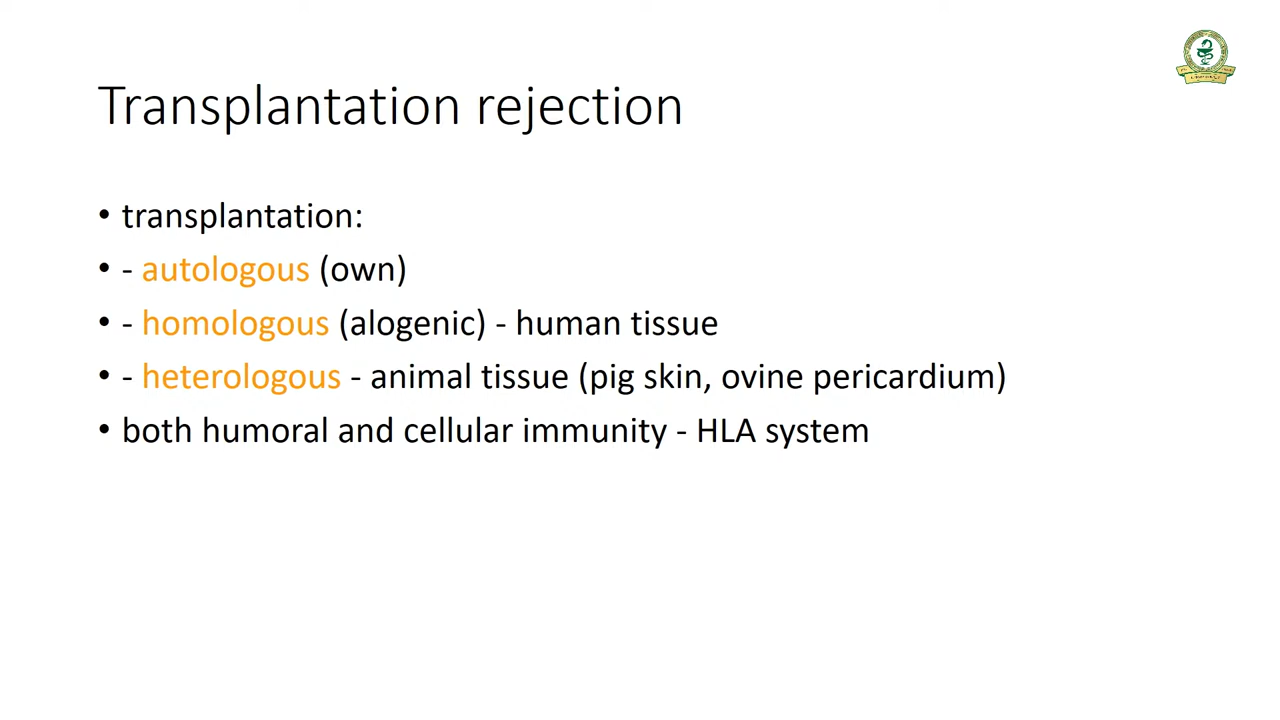 Transplantation rejection
• transplantation:
• - autologous (own)
• - homologous (alogenic) - human tissue
• - heterologous - animal tissue (pig skin, ovine pericardium)
• both humoral and cellular immunity - HLA system